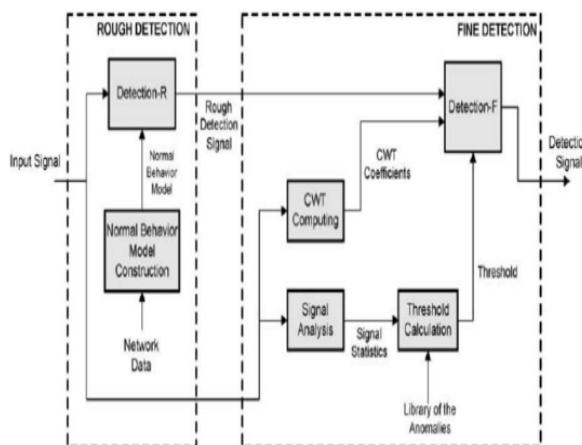 ROUGH DETECTION
FINE DETECTION
Detection-R
Detection-F
Rough
Detection
Signal
Input Signal
Normal
Behavior
Model
CWT
Coefficients
Detectio
Signal
CWT
Computing
Normal Behavior
Model
Construction
Threshold
Signal
Analysis
Threshold
Calculation
Signal
Statistics
Network
Data
Library of the
Anomalies